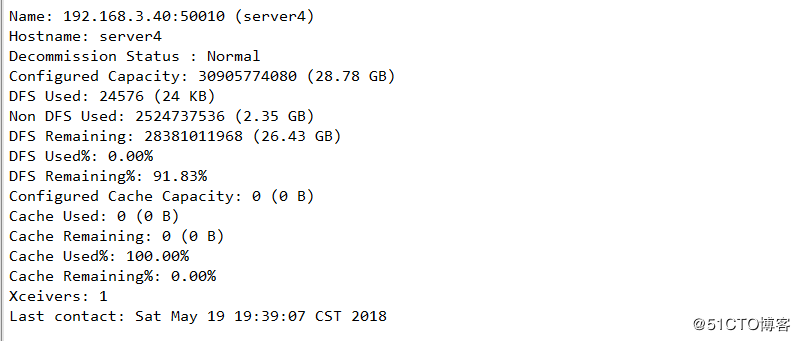 Name: 192.168.3.40:50010 (server4)
Hostname: server4
Decommission Status : Normal
Configured Capacity: 30905774080 (28.78 GB)
DFS Used: 24576 (24 KB)
Non DFS Used: 2524737536 (2.35 GB)
DFS Remaining: 28381011968 (26.43 GB)
DFS Used%: 0.00%
DFS Remaining%: 91.83%
Configured Cache Capacity: 0 (0 B)
Cache Used: 0 (0 B)
Cache Remaining: 0 (0 B)
Cache Used%: 100.00%
Cache Remaining%: 0.00%
Xceivers: 1
Last contact: Sat May 19 19:39:07 CST 2018
@51CTO博客